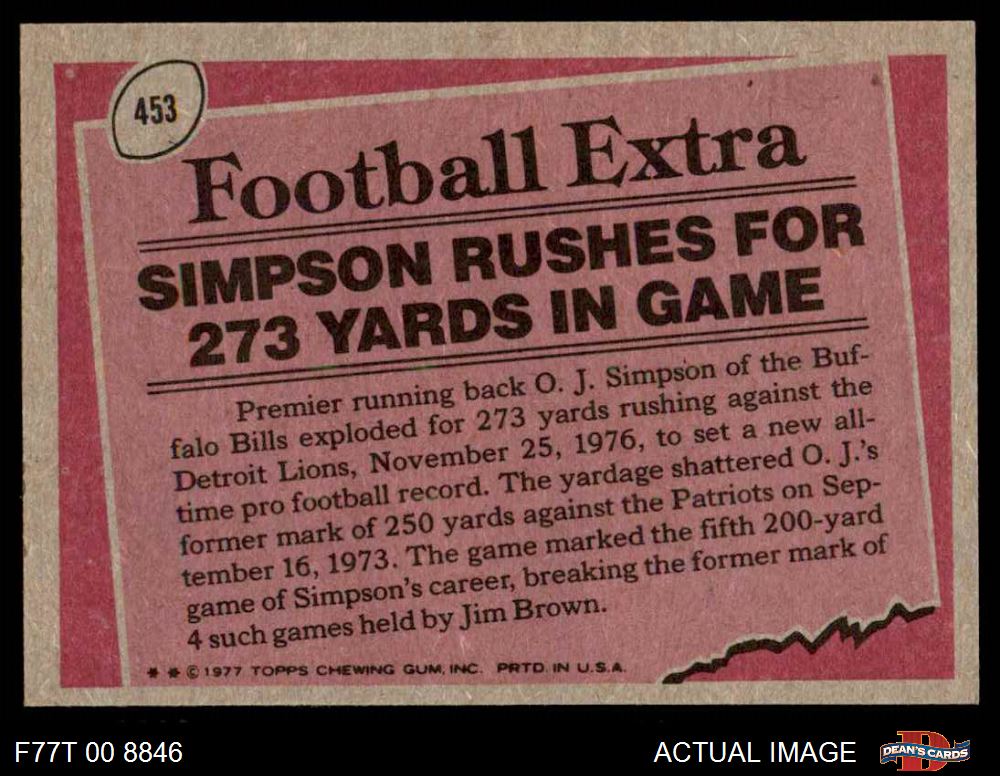 453
Football Extra
SIMPSON RUSHES FOR
273 YARDS IN GAME
Premier running back O. J. Simpson of the Buf-
falo Bills exploded for 273 yards rushing against the
Detroit Lions, November 25, 1976, to set a new all-
time pro football record. The yardage shattered O. J.'s
former mark of 250 yards against the Patriots on Sep-
tember 16, 1973. The game marked the fifth 200-yard
game of Simpson's career, breaking the former mark of
4 such games held by Jim Brown.
* * © 1977 TOPPS CHEWING GUM, INC. PRTD. IN U.S.A.
F77T 00 8846
ACTUAL IMAGE
DEAN'S CARDS